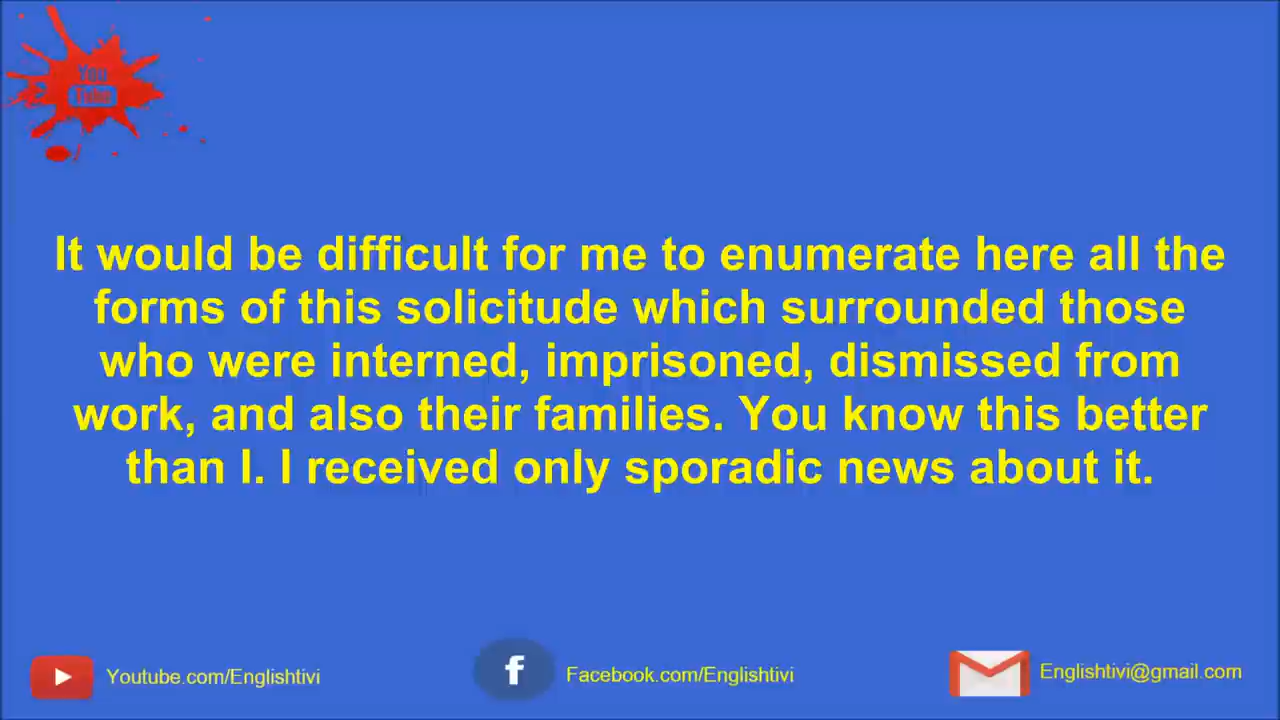 You
Tube
It would be difficult for me to enumerate here all the
forms of this solicitude which surrounded those
who were interned, imprisoned, dismissed from
work, and also their families. You know this better
than I. I received only sporadic news about it.
Youtube.com/Englishtivi
f
Facebook.com/Englishtivi
Englishtivi@gmail.com